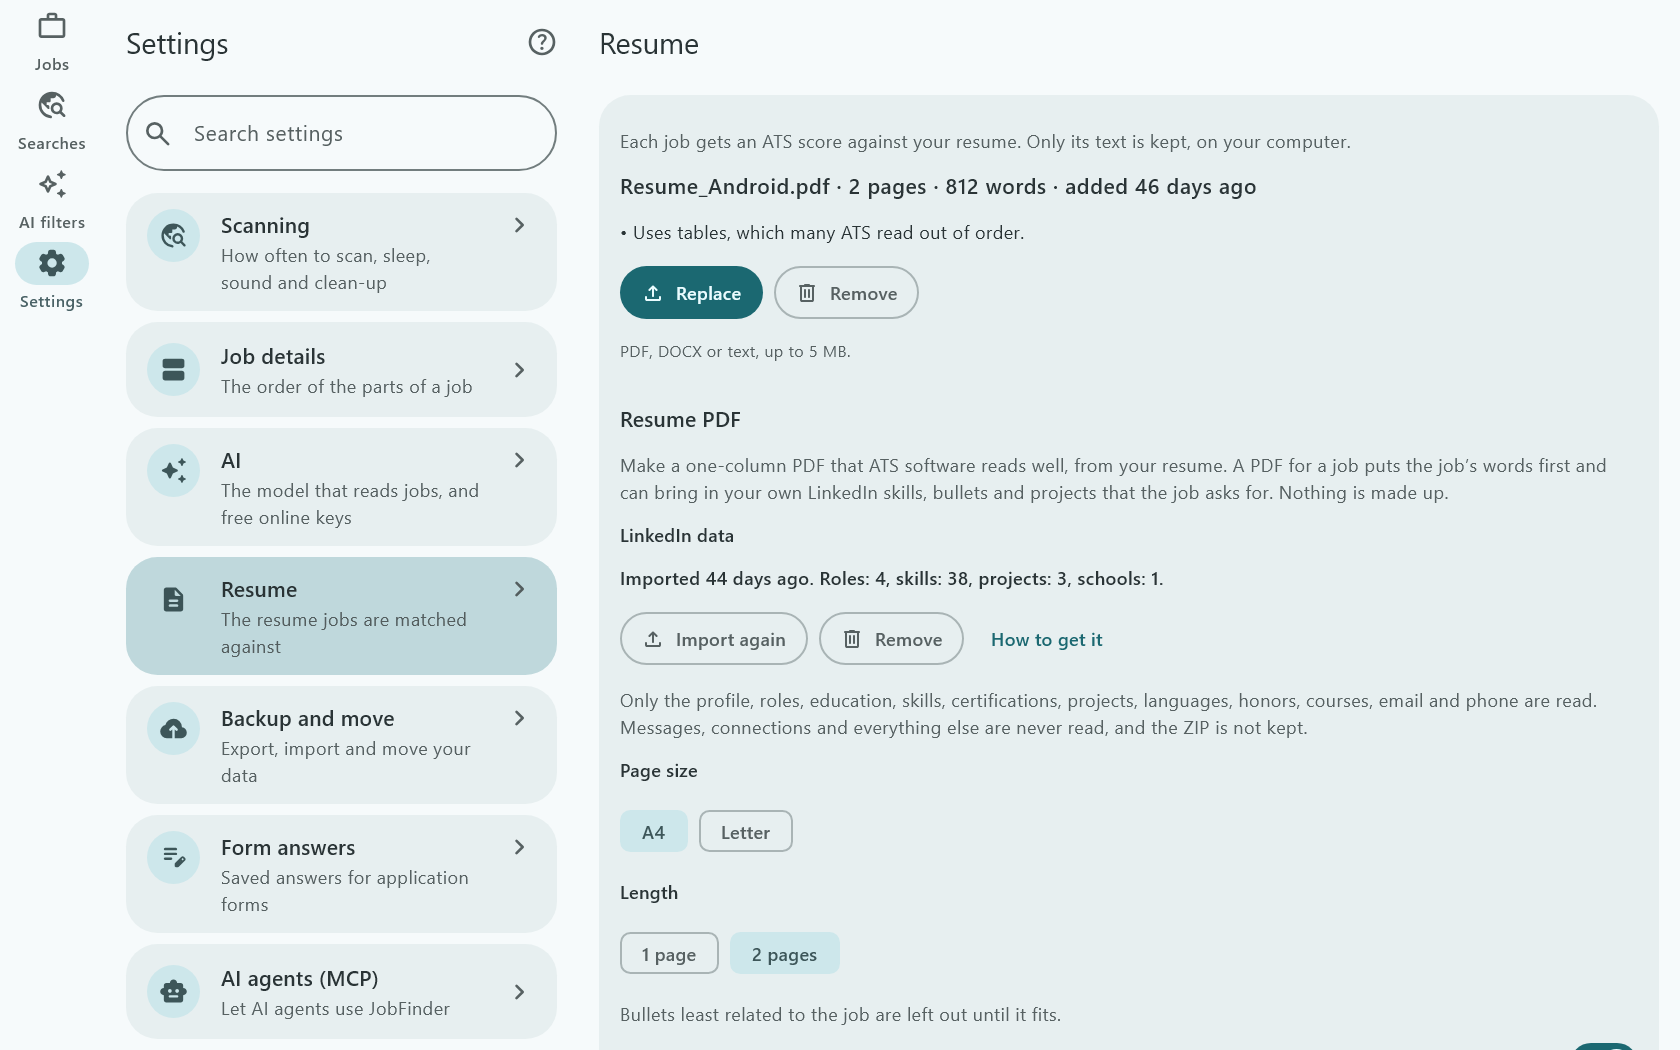 Jobs
Searches
AI filters
Settings
Settings
Search settings
Scanning
How often to scan, sleep,
sound and clean-up
Job details
The order of the parts of a job
AI
The model that reads jobs, and
free online keys
Resume
The resume jobs are matched
against
Backup and move
Export, import and move your
data
Form answers
Saved answers for application
forms
AI agents (MCP)
Let AI agents use JobFinder
Resume
Each job gets an ATS score against your resume. Only its text is kept, on your computer.
Resume_Android.pdf · 2 pages · 812 words · added 46 days ago
• Uses tables, which many ATS read out of order.
Replace
Remove
PDF, DOCX or text, up to 5 MB.
Resume PDF
Make a one-column PDF that ATS software reads well, from your resume. A PDF for a job puts the job’s words first and
can bring in your own LinkedIn skills, bullets and projects that the job asks for. Nothing is made up.
LinkedIn data
Imported 44 days ago. Roles: 4, skills: 38, projects: 3, schools: 1.
Import again
Remove
How to get it
Only the profile, roles, education, skills, certifications, projects, languages, honors, courses, email and phone are read.
Messages, connections and everything else are never read, and the ZIP is not kept.
Page size
A4
Letter
Length
1 page
2 pages
Bullets least related to the job are left out until it fits.